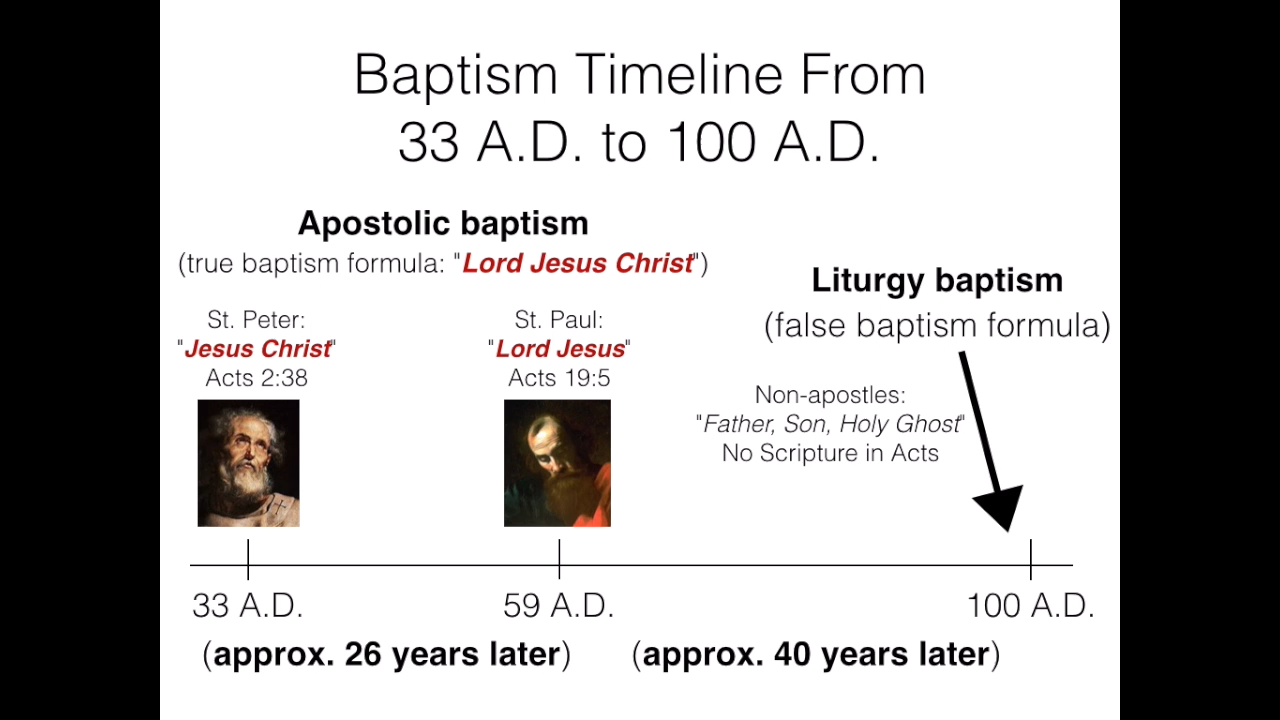 Baptism Timeline From
33 A.D. to 100 A.D.
Apostolic baptism
(true baptism formula: "Lord Jesus Christ")
Liturgy baptism
(false baptism formula)
St. Peter:
"Jesus Christ"
Acts 2:38
St. Paul:
"Lord Jesus"
Acts 19:5
Non-apostles:
"Father, Son, Holy Ghost"
No Scripture in Acts
33 A.D.
59 A.D.
100 A.D.
(approx. 26 years later)
(approx. 40 years later)